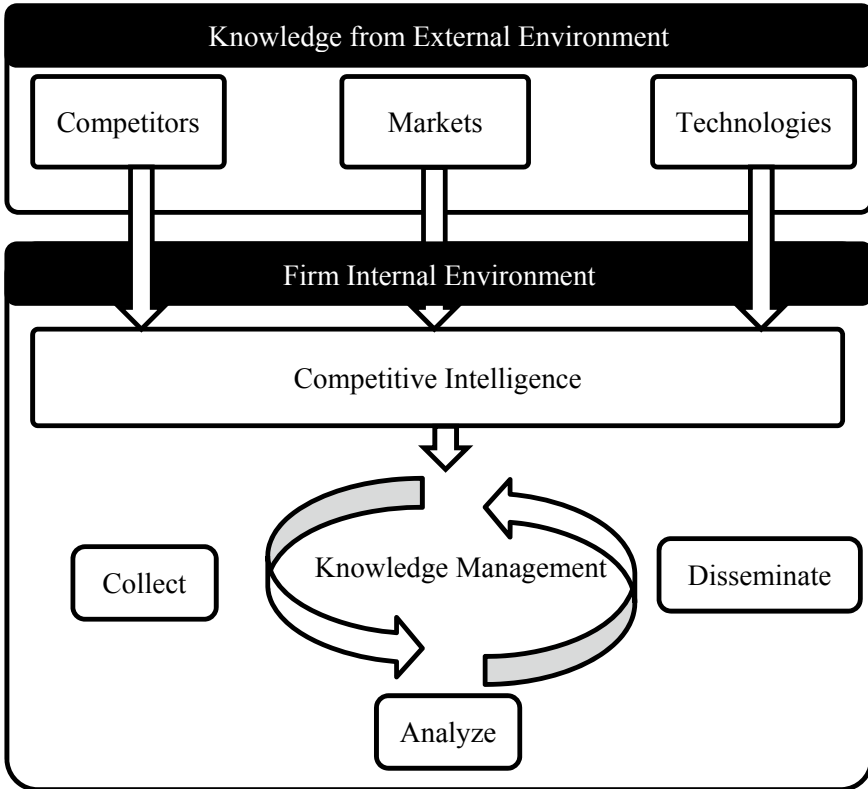 Knowledge from External Environment
Competitors
Markets
Technologies
Firm Internal Environment
Competitive Intelligence
Collect
Knowledge Management
Disseminate
Analyze